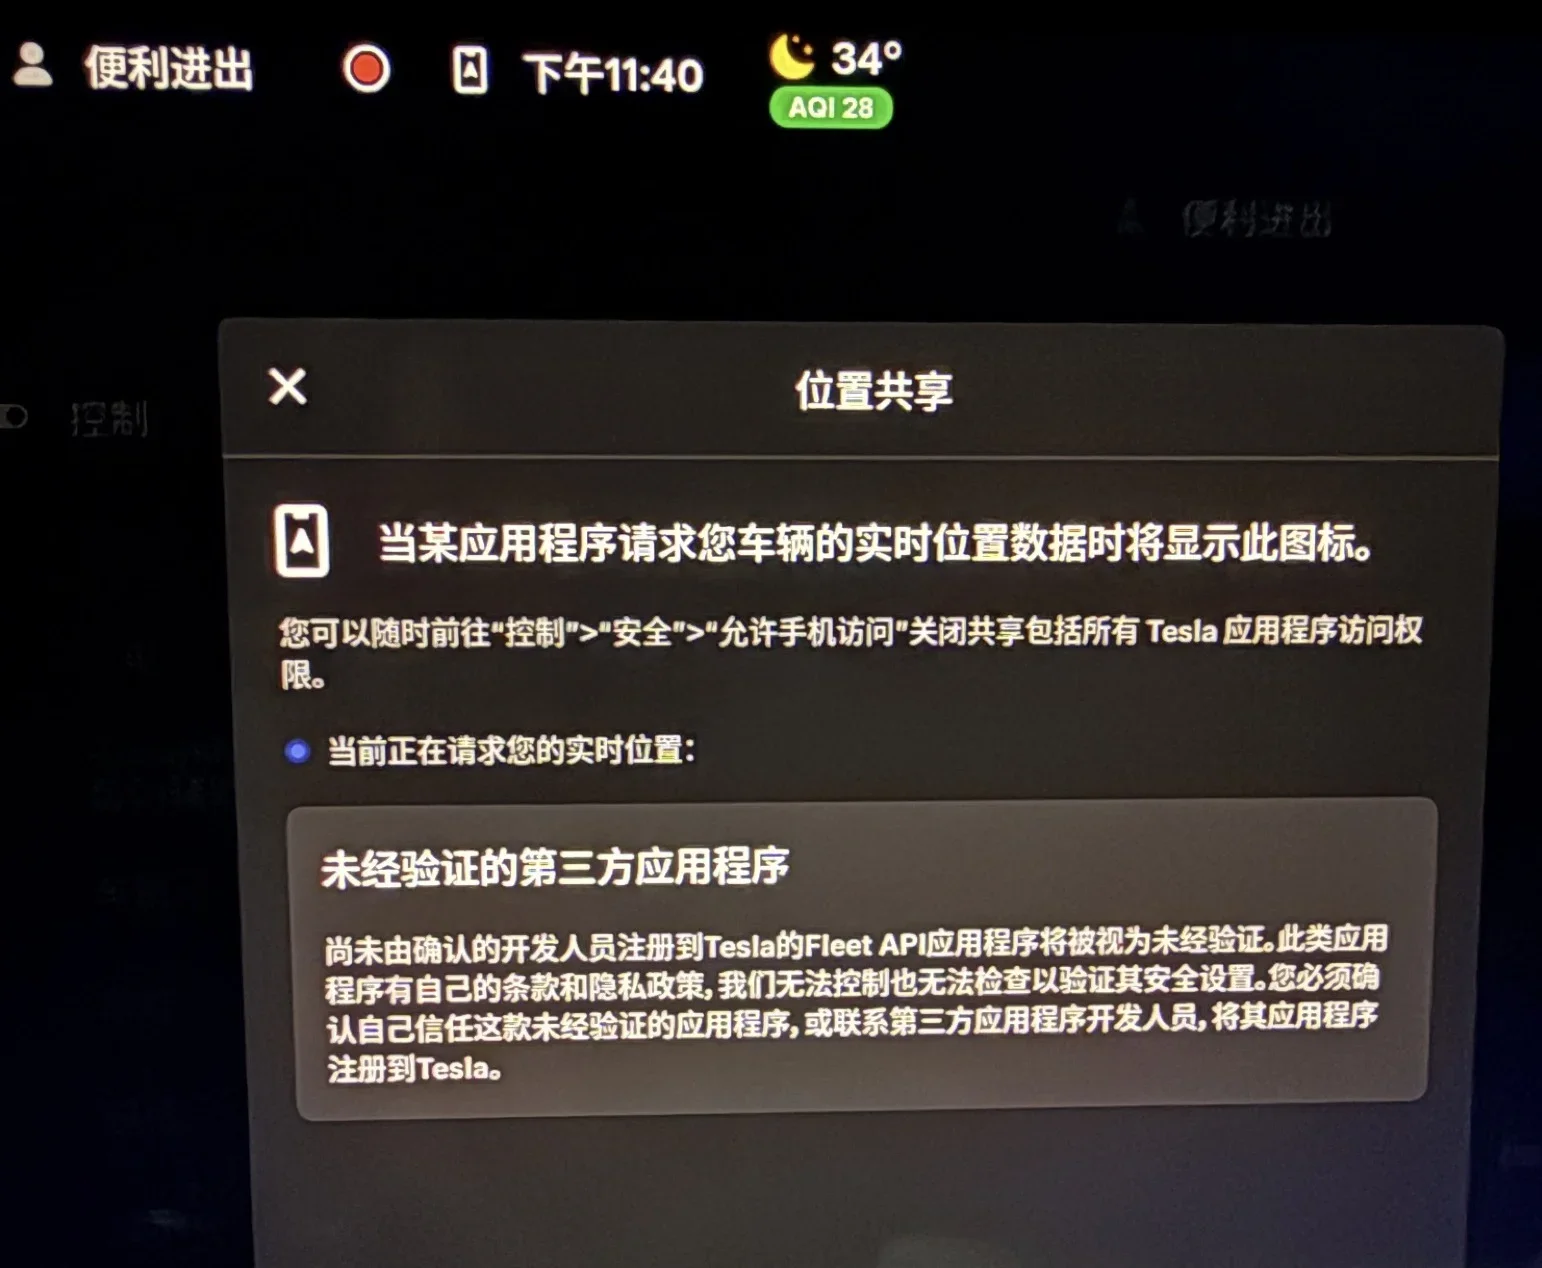 便利进出
下午11:40
34°
AQI 28
便利进出
位置共享
控制
当某应用程序请求您车辆的实时位置数据时将显示此图标。
您可以随时前往“控制”>“安全”>“允许手机访问”关闭共享包括所有 Tesla 应用程序访问权
限。
当前正在请求您的实时位置：
未经验证的第三方应用程序
尚未由确认的开发人员注册到Tesla的Fleet API应用程序将被视为未经验证。此类应用
程序有自己的条款和隐私政策，我们无法控制也无法检查以验证其安全设置。您必须确
认自己信任这款未经验证的应用程序，或联系第三方应用程序开发人员，将其应用程序
注册到Tesla。